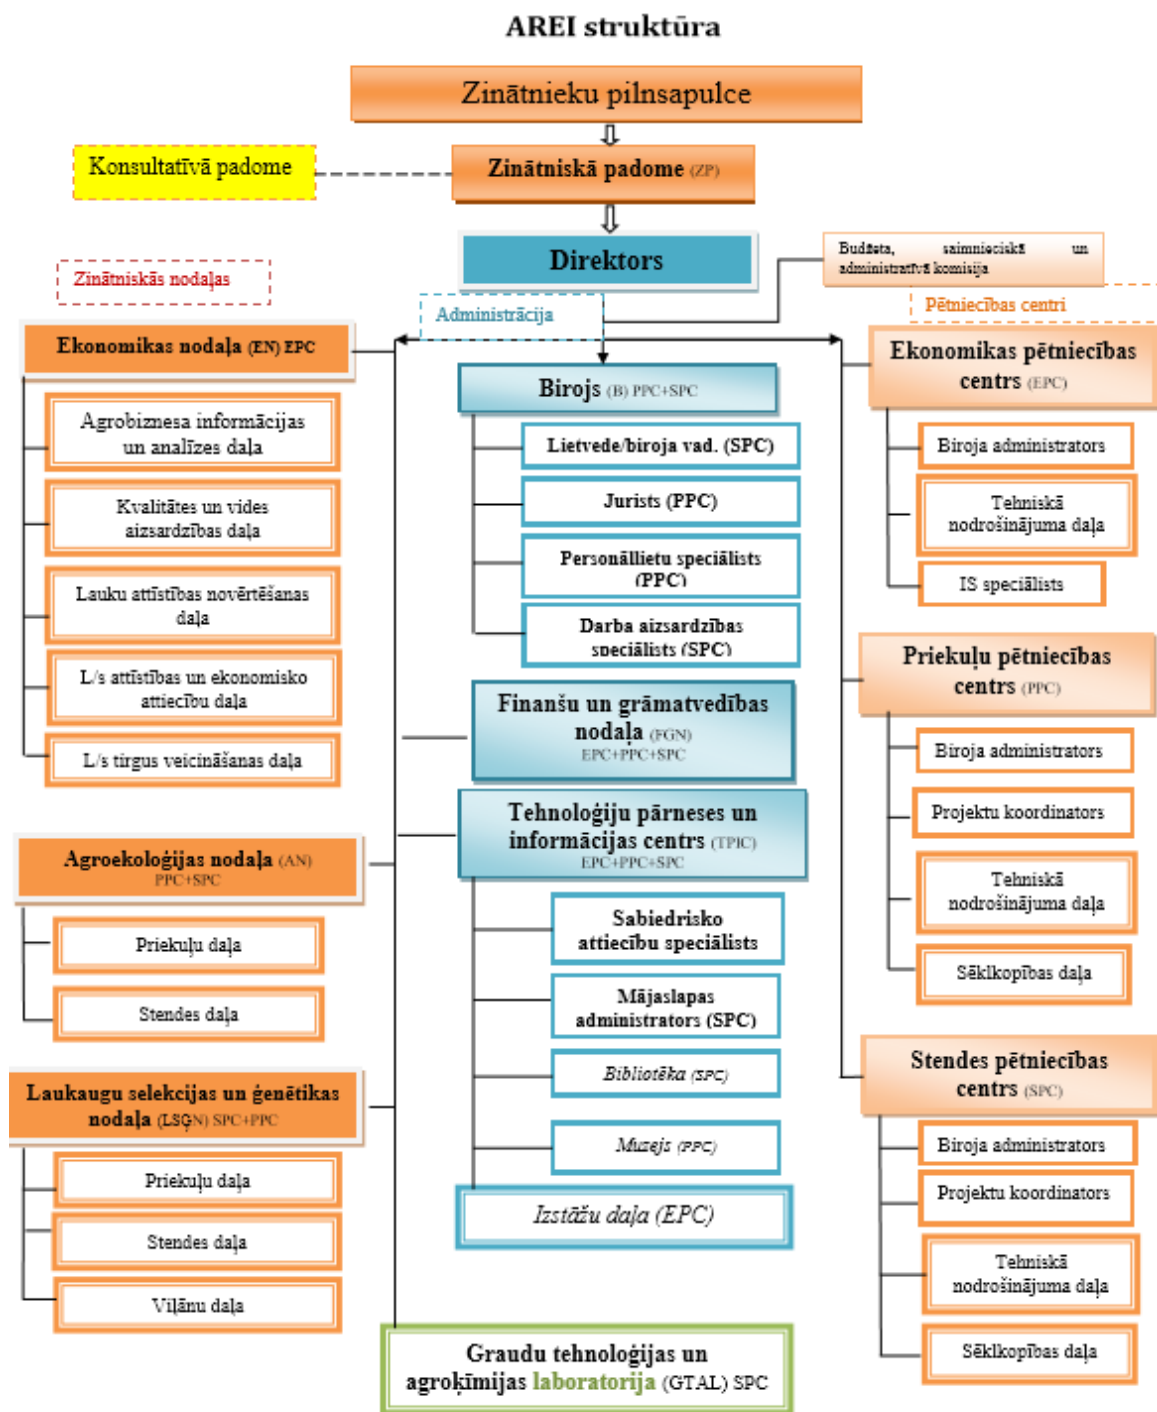 AREI struktūra
Zinātnieku pilnsapulce
Konsultatīvā padome
Zinātniskā padome (ZP)
Direktors
Budžeta, saimnieciskā un
administratīvā komisija
Zinātniskās nodaļas
Administrācija
Pētniecības centri
Ekonomikas nodaļa (EN) EPC
Agrobiznesa informācijas
un analīzes daļa
Kvalitātes un vides
aizsardzības daļa
Lauku attīstības novērtēšanas
daļa
L/s attīstības un ekonomisko
attiecību daļa
L/s tirgus veicināšanas daļa
Agroekoloģijas nodaļa (AN)
PPC+SPC
Priekuļu daļa
Stendes daļa
Laukaugu selekcijas un ģenētikas
nodaļa (LSĢN) SPC+PPC
Priekuļu daļa
Stendes daļa
Viļānu daļa
Birojs (B) PPC+SPC
Lietvede/biroja vad. (SPC)
Jurists (PPC)
Personāllietu speciālists
(PPC)
Darba aizsardzības
speciālists (SPC)
Finanšu un grāmatvedības
nodaļa (FGN)
EPC+PPC+SPC
Tehnoloģiju pārneses un
informācijas centrs (TPIC)
EPC+PPC+SPC
Sabiedrisko
attiecību speciālists
Mājaslapas
administrators (SPC)
Bibliotēka (SPC)
Muzejs (PPC)
Izstāžu daļa (EPC)
Graudu tehnoloģijas un
agroķīmijas laboratorija (GTAL) SPC
Ekonomikas pētniecības
centrs (EPC)
Biroja administrators
Tehniskā
nodrošinājuma daļa
IS speciālists
Priekuļu pētniecības
centrs (PPC)
Biroja administrators
Projektu koordinators
Tehniskā
nodrošinājuma daļa
Sēklkopības daļa
Stendes pētniecības
centrs (SPC)
Biroja administrators
Projektu koordinators
Tehniskā
nodrošinājuma daļa
Sēklkopības daļa